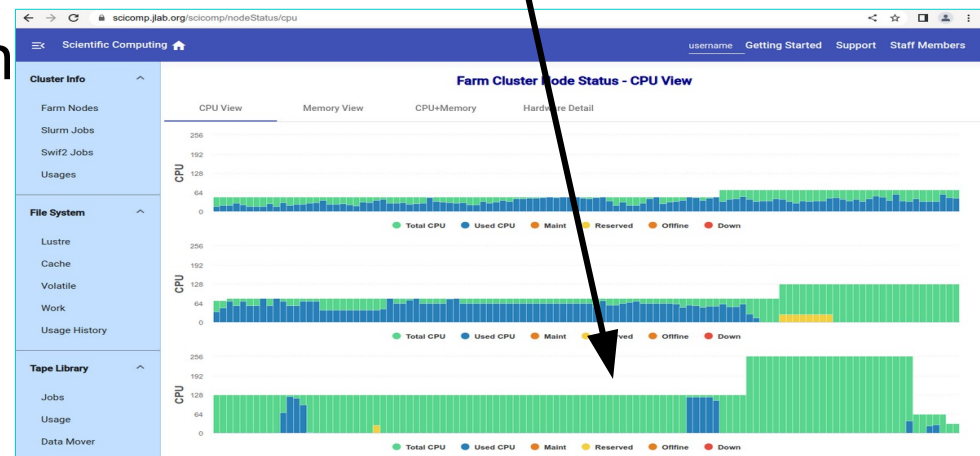 scicomp.jlab.org/scicomp/nodeStatus/cpu
n
Scientific Computing
username Getting Started Support Staff Members
Cluster Info
Farm Nodes
Slurm Jobs
Swif2 Jobs
Usages
File System
Lustre
Cache
Volatile
Work
Usage History
Tape Library
Jobs
Usage
Data Mover
Farm Cluster Node Status - CPU View
CPU View Memory View CPU+Memory Hardware Detail
CPU
256
192
128
64
0
Total CPU Used CPU Maint Reserved Offline Down
CPU
256
192
128
64
0
Total CPU Used CPU Maint Reserved Offline Down
CPU
256
192
128
64
0
Total CPU Used CPU Maint Reserved Offline Down